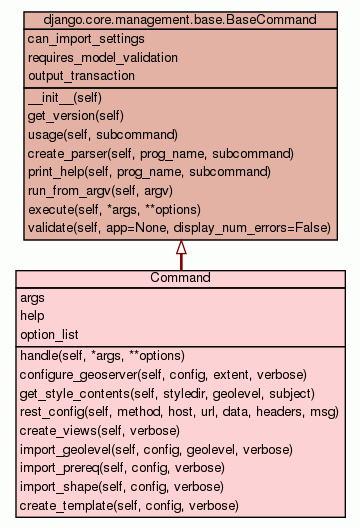 django.core.management.base.BaseCommand
can_import_settings
requires_model_validation
output_transaction
__init__(self)
get_version(self)
usage(self, subcommand)
create_parser(self, prog_name, subcommand)
print_help(self, prog_name, subcommand)
run_from_argv(self, argv)
execute(self, *args, **options)
validate(self, app=None, display_num_errors=False)
Command
args
help
option_list
handle(self, *args, **options)
configure_geoserver(self, config, extent, verbose)
get_style_contents(self, styledir, geolevel, subject)
rest_config(self, method, host, url, data, headers, msg)
create_views(self, verbose)
import_geolevel(self, config, geolevel, verbose)
import_prereq(self, config, verbose)
import_shape(self, config, verbose)
create_template(self, config, verbose)